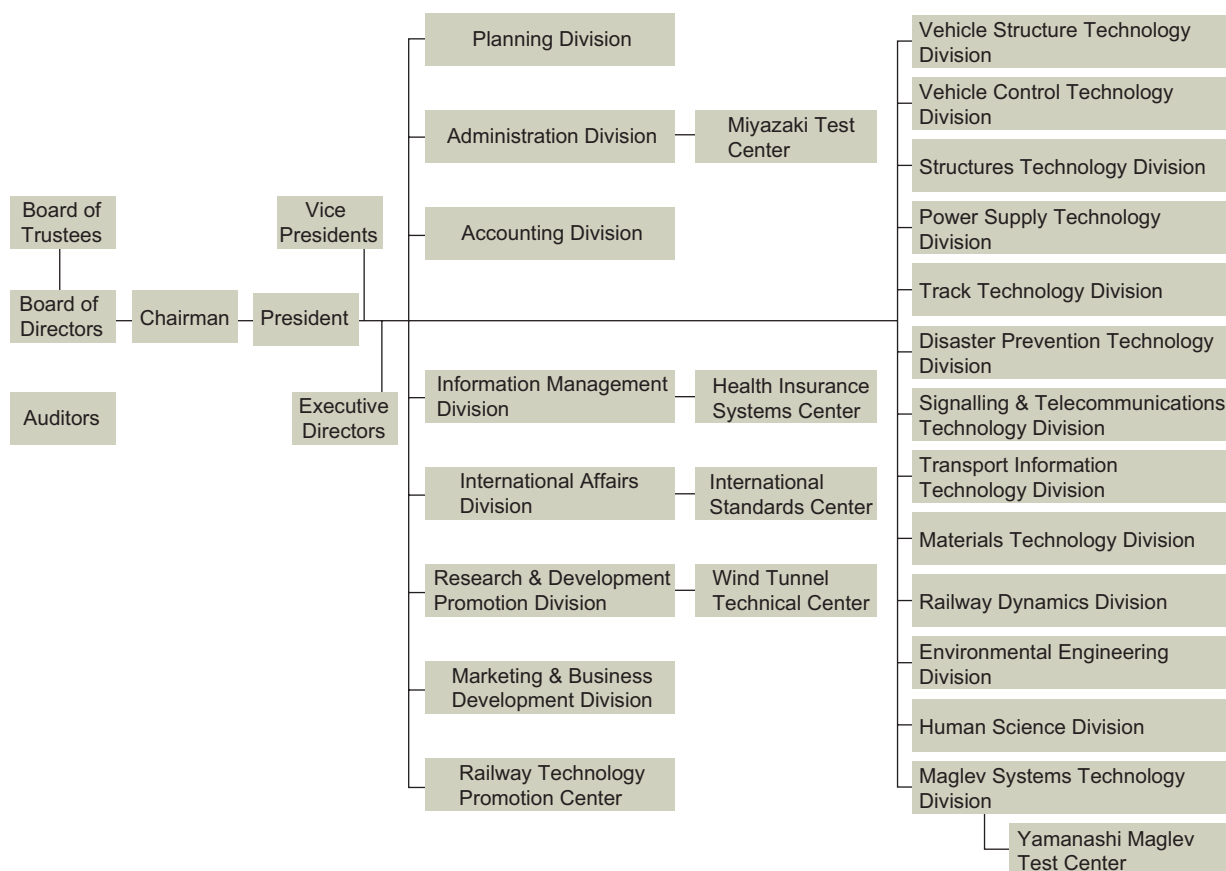 Board of
Trustees
Board of
Directors
Auditors
Chairman
President
Vice
Presidents
Executive
Directors
Planning Division
Administration Division
Miyazaki Test
Center
Accounting Division
Information Management
Division
Health Insurance
Systems Center
International Affairs
Division
International
Standards Center
Research & Development
Promotion Division
Wind Tunnel
Technical Center
Marketing & Business
Development Division
Railway Technology
Promotion Center
Vehicle Structure Technology
Division
Vehicle Control Technology
Division
Structures Technology Division
Power Supply Technology
Division
Track Technology Division
Disaster Prevention Technology
Division
Signalling & Telecommunications
Technology Division
Transport Information
Technology Division
Materials Technology Division
Railway Dynamics Division
Environmental Engineering
Division
Human Science Division
Maglev Systems Technology
Division
Yamanashi Maglev
Test Center